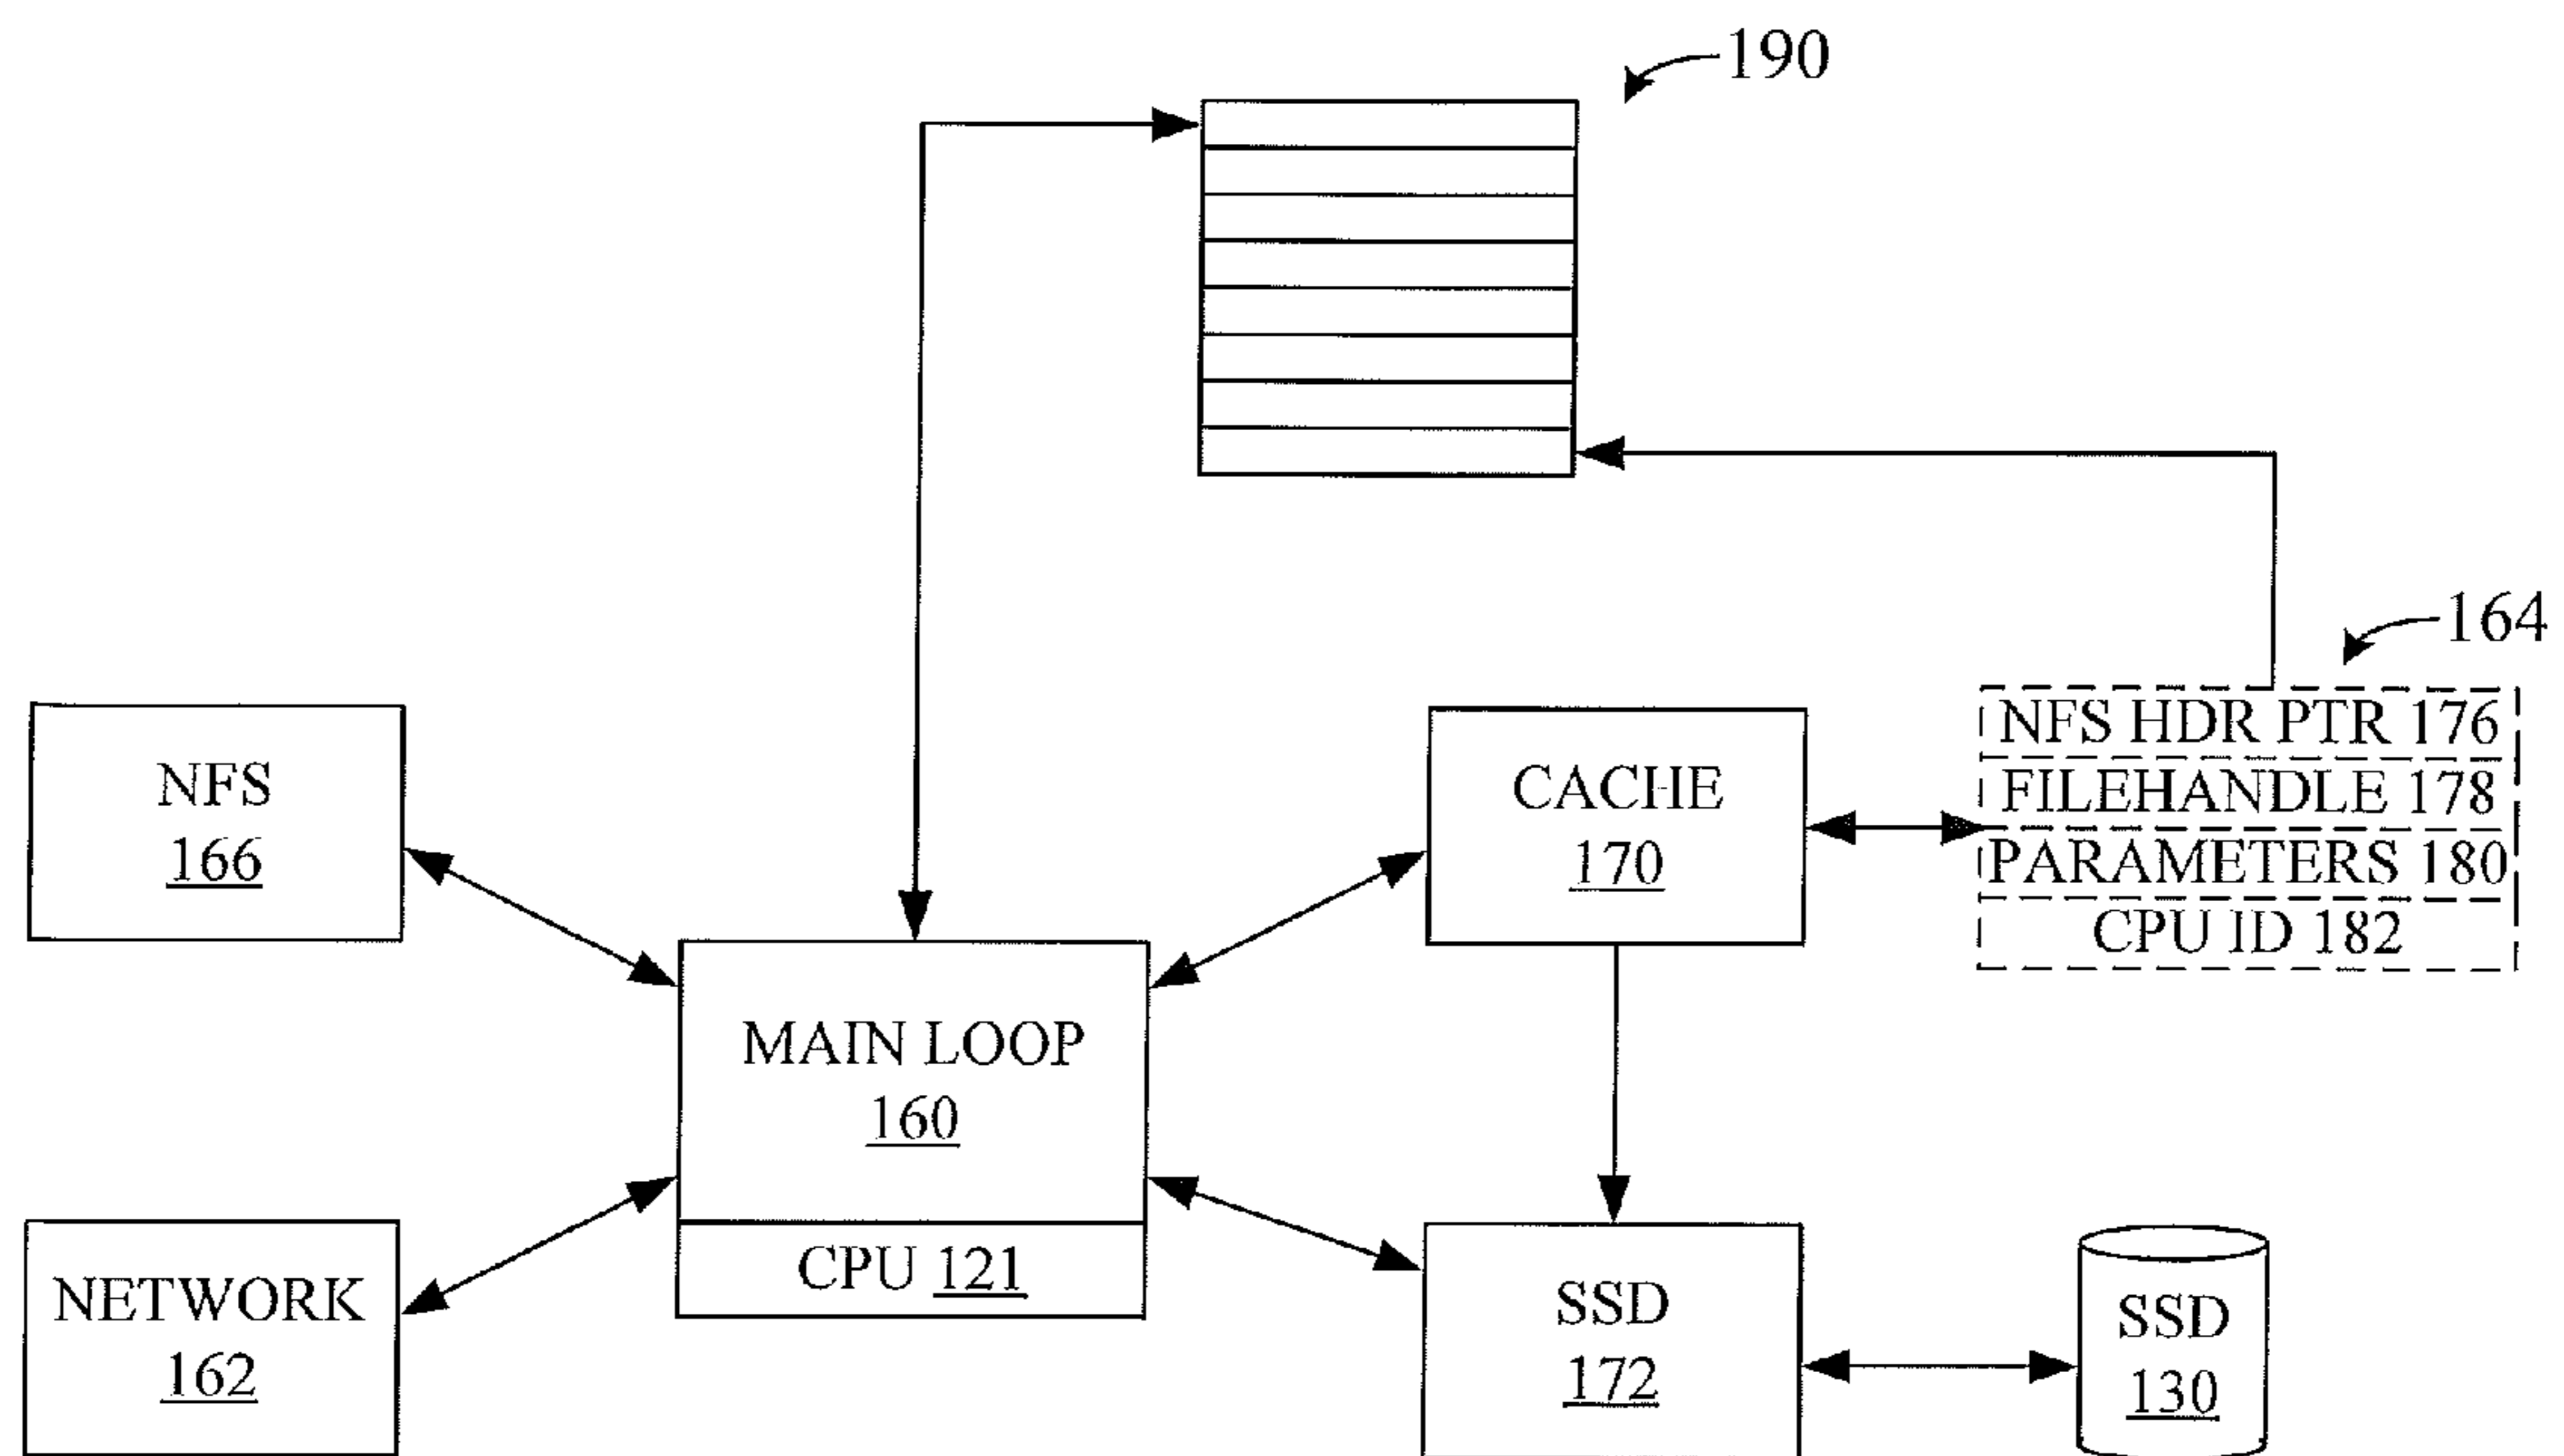 190
164
NFS HDR PTR 176
FILEHANDLE 178
PARAMETERS 180
CPU ID 182
NFS
166
CACHE
170
MAIN LOOP
160
CPU 121
NETWORK
162
SSD
172
SSD
130